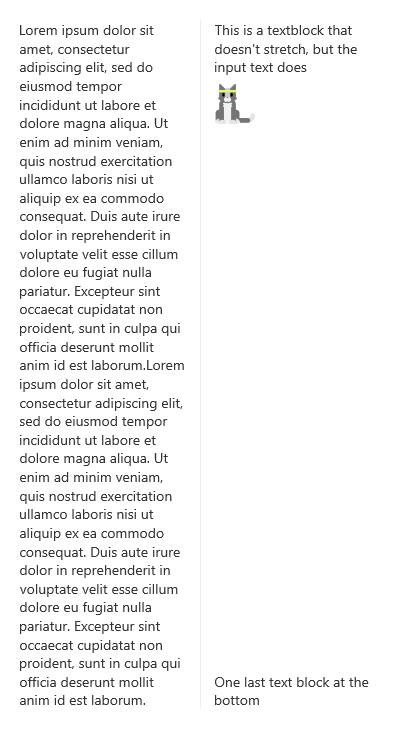 Lorem ipsum dolor sit
amet, consectetur
adipiscing elit, sed do
eiusmod tempor
incididunt ut labore et
dolore magna aliqua. Ut
enim ad minim veniam,
quis nostrud exercitation
ullamco laboris nisi ut
aliquip ex ea commodo
consequat. Duis aute irure
dolor in reprehenderit in
voluptate velit esse cillum
dolore eu fugiat nulla
pariatur. Excepteur sint
occaecat cupidatat non
proident, sunt in culpa qui
officia deserunt mollit
anim id est laborum.Lorem
ipsum dolor sit amet,
consectetur adipiscing elit,
sed do eiusmod tempor
incididunt ut labore et
dolore magna aliqua. Ut
enim ad minim veniam,
quis nostrud exercitation
ullamco laboris nisi ut
aliquip ex ea commodo
consequat. Duis aute irure
dolor in reprehenderit in
voluptate velit esse cillum
dolore eu fugiat nulla
pariatur. Excepteur sint
occaecat cupidatat non
proident, sunt in culpa qui
officia deserunt mollit
anim id est laborum.
This is a textblock that
doesn't stretch, but the
input text does
One last text block at the
bottom